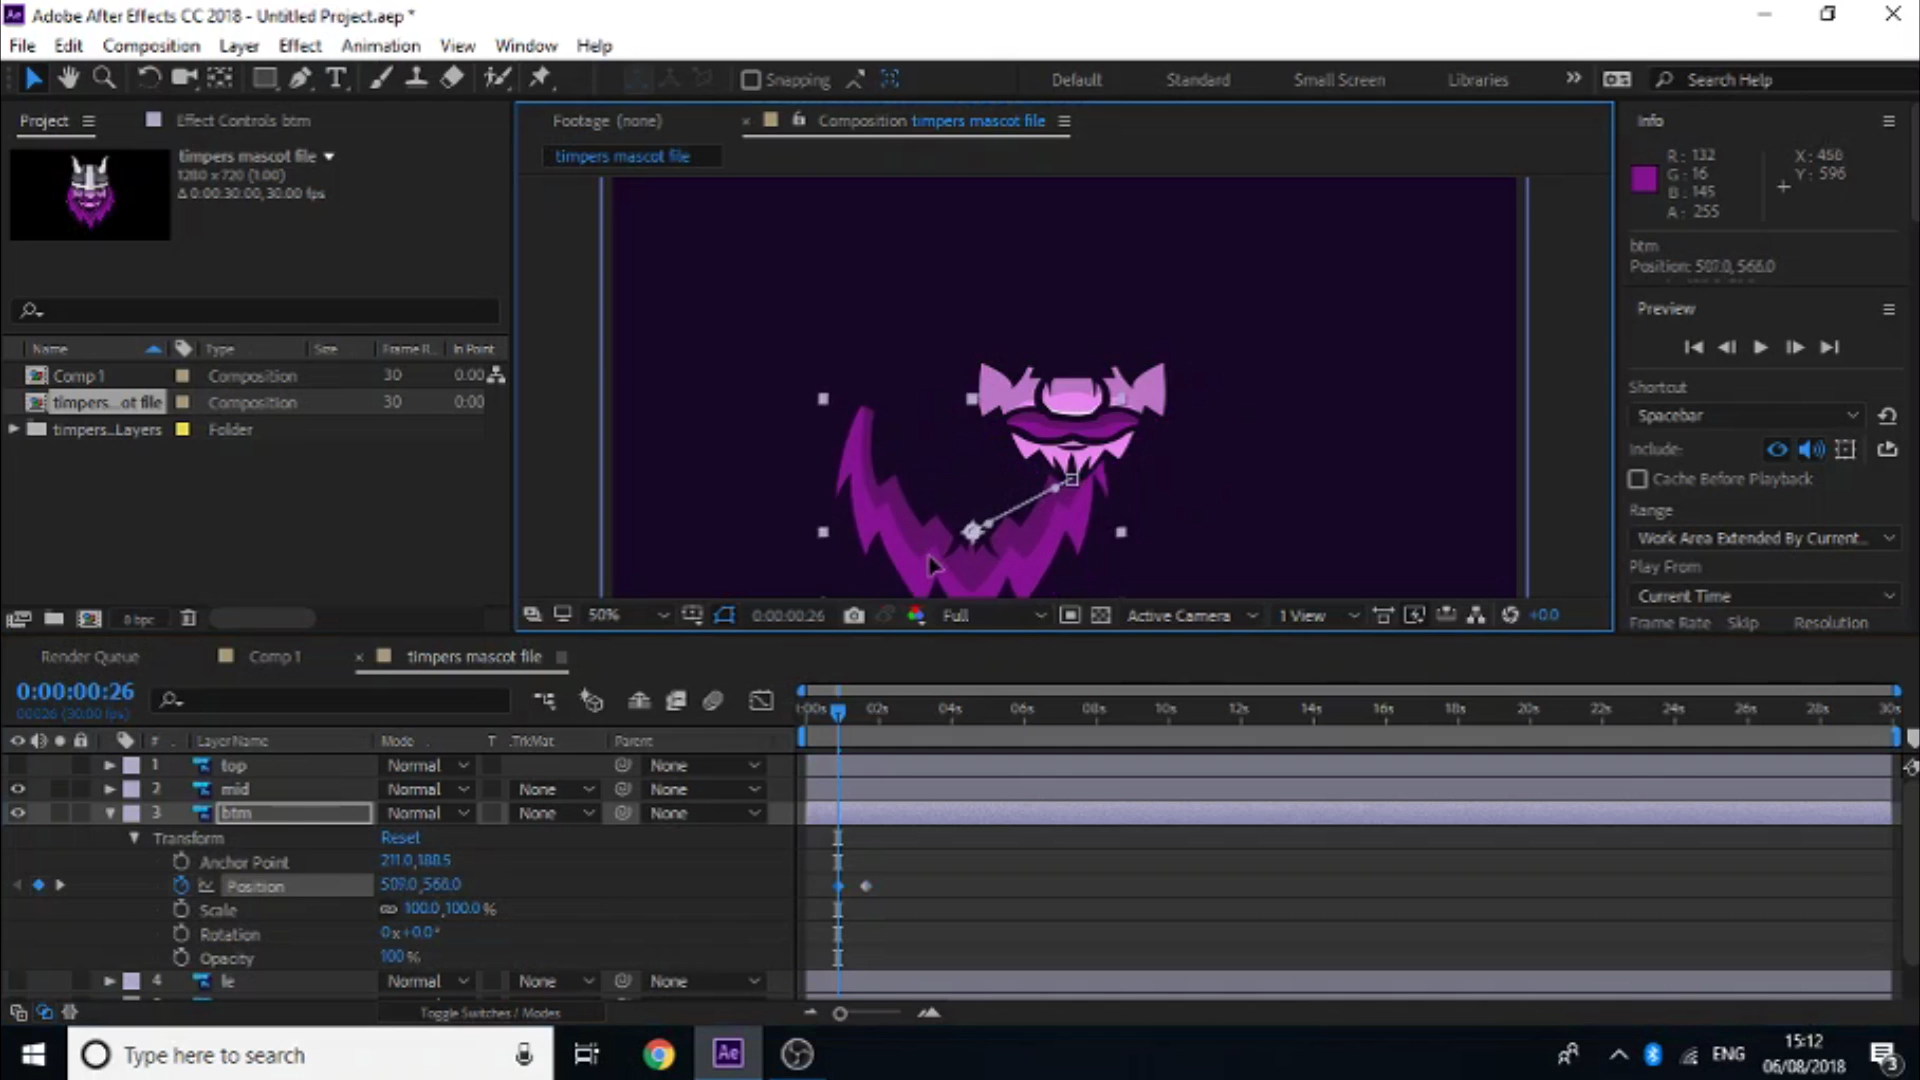 Adobe After Effects CC 2018 - Untitled Project.aep *
File Edit Composition Layer Effect Animation View Window Help
Snapping Default Standard Small Screen Libraries Search Help
Project Effect Controls btm
timpers mascot file
1280 x 720 (1.00)
Δ 0:00:30:00, 30.00 fps
Footage (none) Composition timpers mascot file
timpers mascot file
Info
R: 132 X: 458
G: 16 Y: 596
B: 145
A: 255
btm
Position: 509.0, 568.0
Preview
Shortcut
Spacebar
Include:
Cache Before Playback
Range
Work Area Extended By Current...
Play From
Current Time
Frame Rate Skip Resolution
Name Type Size Frame R... In Point
Comp 1 Composition 30 0:00
timpers...ot file Composition 30 0:00
timpers...Layers Folder
8 bpc
50% 0:00:00:26 Full Active Camera 1 View +0.0
Render Queue Comp 1 timpers mascot file
0:00:00:26
00026 (30.00 fps)
:00s 02s 04s 06s 08s 10s 12s 14s 16s 18s 20s 22s 24s 26s 28s 30s
# Layer Name Mode T .TrkMat Parent
1 top Normal None
2 mid Normal None None
3 btm Normal None None
Transform Reset
Anchor Point 211.0,188.5
Position 509.0,568.0
Scale 100.0,100.0 %
Rotation 0x+0.0°
Opacity 100 %
4 le Normal None None
Toggle Switches / Modes
Type here to search
Ae
ENG
15:12
06/08/2018
3